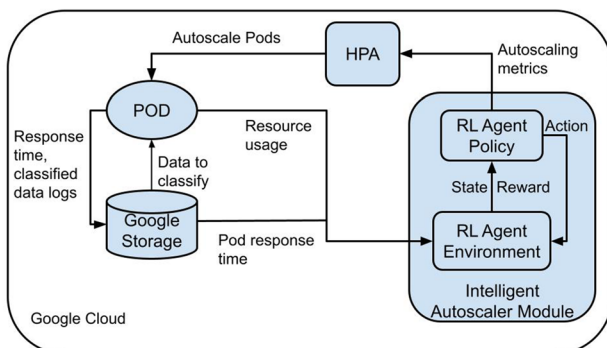 Autoscale Pods
HPA
Autoscaling
metrics
POD
Response
time,
classified
data logs
Resource
usage
Data to
classify
RL Agent
Policy
Action
State
Reward
Google
Storage
Pod response
time
RL Agent
Environment
Intelligent
Autoscaler Module
Google Cloud